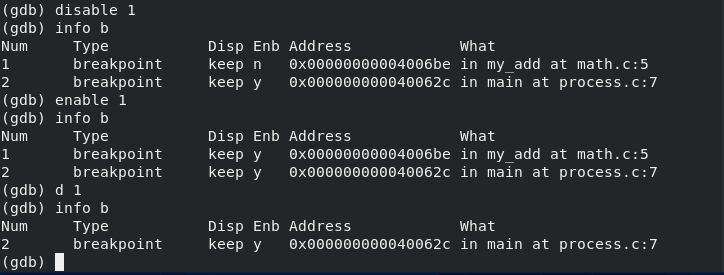 (gdb) disable 1
(gdb) info b
Num     Type           Disp Enb Address            What
1       breakpoint     keep n   0x00000000004006be in my_add at math.c:5
2       breakpoint     keep y   0x000000000040062c in main at process.c:7
(gdb) enable 1
(gdb) info b
Num     Type           Disp Enb Address            What
1       breakpoint     keep y   0x00000000004006be in my_add at math.c:5
2       breakpoint     keep y   0x000000000040062c in main at process.c:7
(gdb) d 1
(gdb) info b
Num     Type           Disp Enb Address            What
2       breakpoint     keep y   0x000000000040062c in main at process.c:7
(gdb)